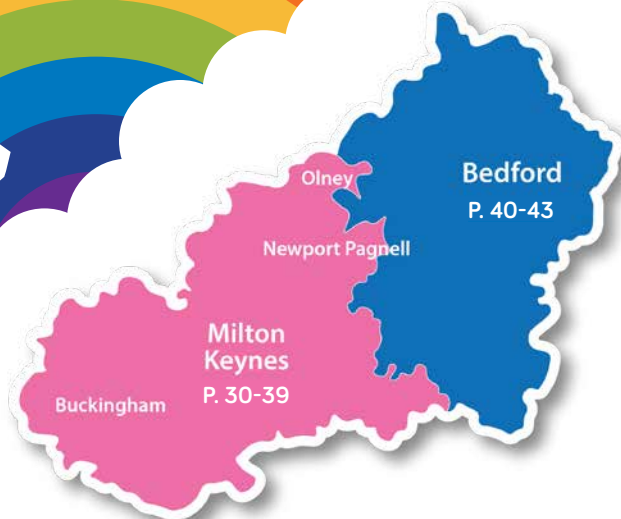 Olney
Bedford
P. 40-43
Newport Pagnell
Milton
Keynes
P. 30-39
Buckingham